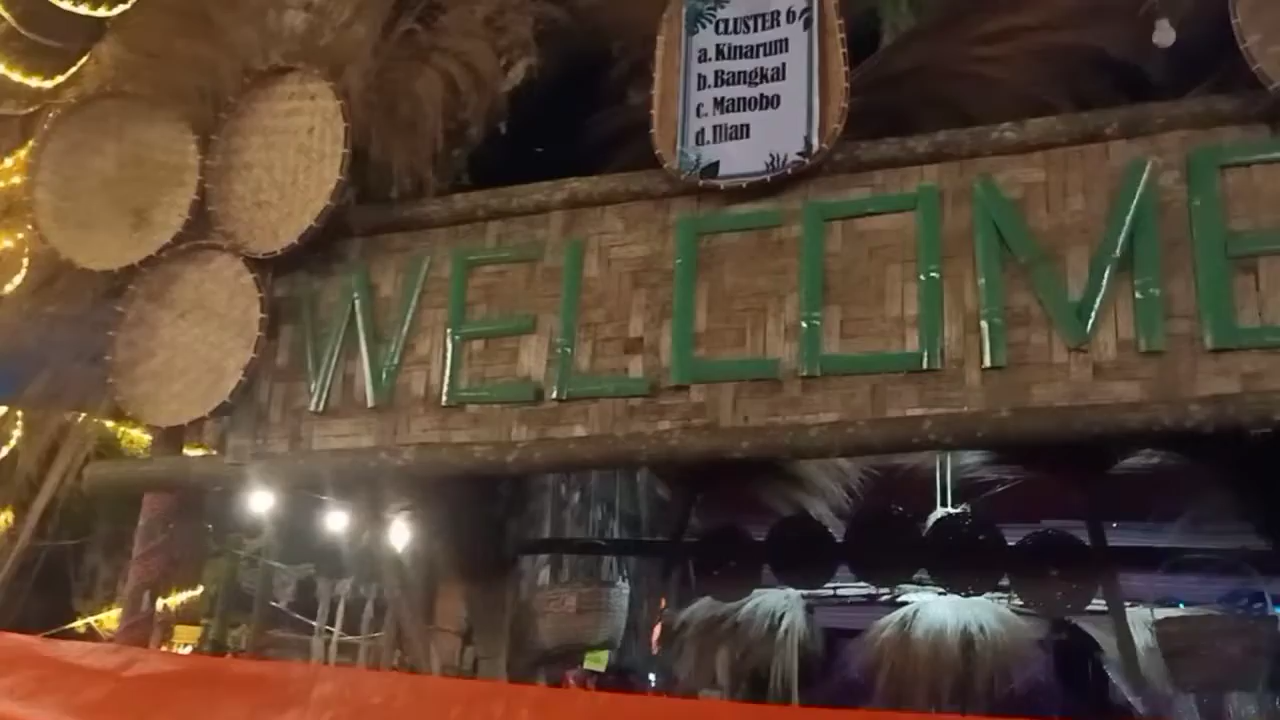 CLUSTER 6
a. Kinarum
b. Bangkal
c. Manobo
d. Ilian
WELCOME